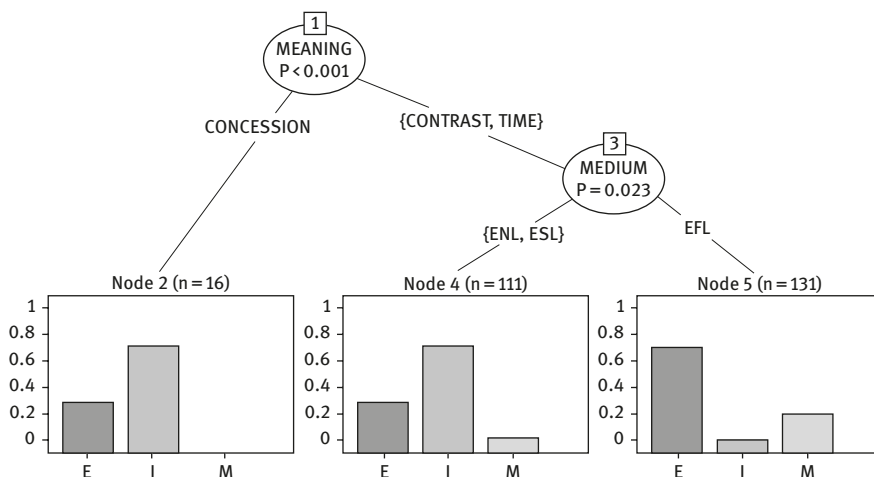 1
MEANING
P < 0.001
CONCESSION
{CONTRAST, TIME}
3
MEDIUM
P = 0.023
{ENL, ESL}
EFL
Node 2 (n = 16)
Node 4 (n = 111)
Node 5 (n = 131)
1
0.8
0.6
0.4
0.2
0
E I M
1
0.8
0.6
0.4
0.2
0
E I M
1
0.8
0.6
0.4
0.2
0
E I M